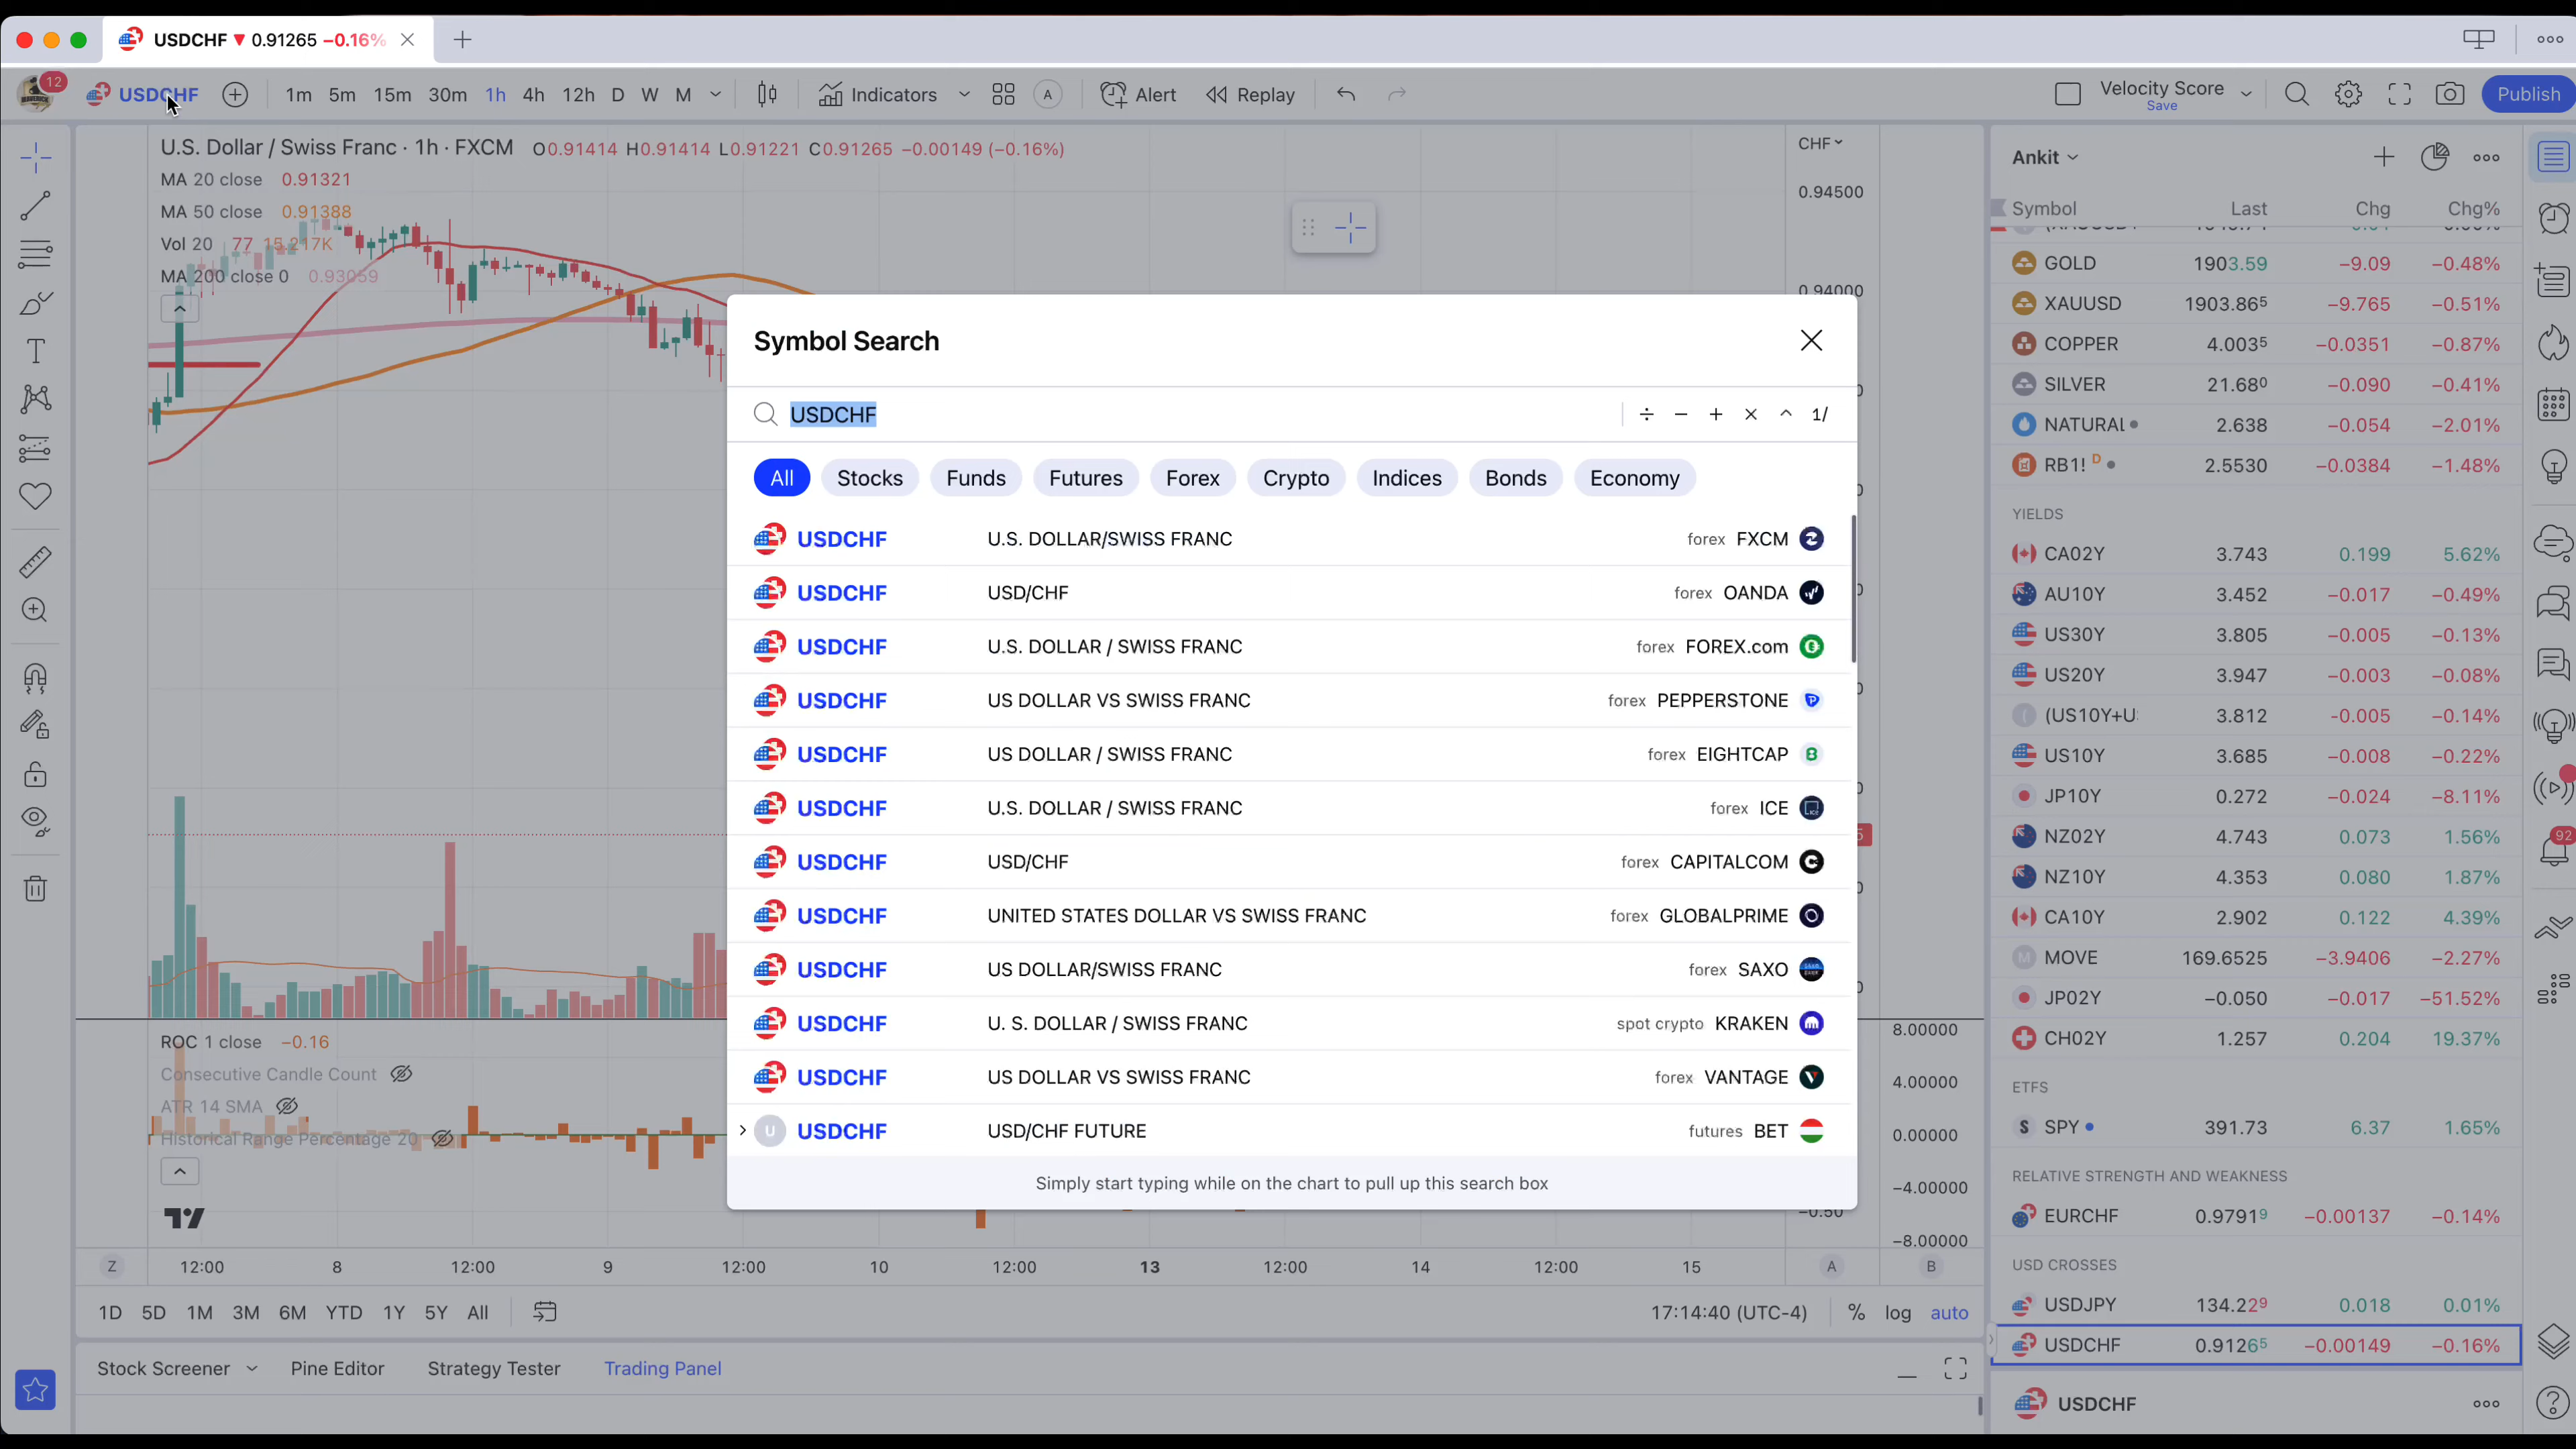 USDCHF ▼ 0.91265 −0.16%
12
USDCHF
1m 5m 15m 30m 1h 4h 12h D W M
Indicators
A
Alert
Replay
Velocity Score
Save
Publish
U.S. Dollar / Swiss Franc · 1h · FXCM O0.91414 H0.91414 L0.91221 C0.91265 −0.00149 (−0.16%)
MA 20 close 0.91321
MA 50 close 0.91388
Vol 20 77 15.217K
MA 200 close 0 0.93059
CHF
0.94500
0.94000
Symbol Search
USDCHF
÷ − + × ^ 1/
All Stocks Funds Futures Forex Crypto Indices Bonds Economy
USDCHF U.S. DOLLAR/SWISS FRANC forex FXCM
USDCHF USD/CHF forex OANDA
USDCHF U.S. DOLLAR / SWISS FRANC forex FOREX.com
USDCHF US DOLLAR VS SWISS FRANC forex PEPPERSTONE
USDCHF US DOLLAR / SWISS FRANC forex EIGHTCAP
USDCHF U.S. DOLLAR / SWISS FRANC forex ICE
USDCHF USD/CHF forex CAPITALCOM
USDCHF UNITED STATES DOLLAR VS SWISS FRANC forex GLOBALPRIME
USDCHF US DOLLAR/SWISS FRANC forex SAXO
USDCHF U. S. DOLLAR / SWISS FRANC spot crypto KRAKEN
USDCHF US DOLLAR VS SWISS FRANC forex VANTAGE
U USDCHF USD/CHF FUTURE futures BET
Simply start typing while on the chart to pull up this search box
ROC 1 close −0.16
Consecutive Candle Count
ATR 14 SMA
Historical Range Percentage 20
8.00000
4.00000
0.00000
−4.00000
−0.50
−8.00000
Z 12:00 8 12:00 9 12:00 10 12:00 13 12:00 14 12:00 15 A B
1D 5D 1M 3M 6M YTD 1Y 5Y All
17:14:40 (UTC-4) % log auto
Stock Screener Pine Editor Strategy Tester Trading Panel
Ankit
Symbol Last Chg Chg%
GOLD 1903.59 −9.09 −0.48%
XAUUSD 1903.865 −9.765 −0.51%
COPPER 4.0035 −0.0351 −0.87%
SILVER 21.680 −0.090 −0.41%
NATURAL 2.638 −0.054 −2.01%
RB1! D 2.5530 −0.0384 −1.48%
YIELDS
CA02Y 3.743 0.199 5.62%
AU10Y 3.452 −0.017 −0.49%
US30Y 3.805 −0.005 −0.13%
US20Y 3.947 −0.003 −0.08%
(US10Y+U 3.812 -0.005 −0.14%
US10Y 3.685 −0.008 −0.22%
JP10Y 0.272 −0.024 −8.11%
NZ02Y 4.743 0.073 1.56%
NZ10Y 4.353 0.080 1.87%
CA10Y 2.902 0.122 4.39%
M MOVE 169.6525 −3.9406 −2.27%
JP02Y −0.050 −0.017 −51.52%
CH02Y 1.257 0.204 19.37%
ETFS
S SPY 391.73 6.37 1.65%
RELATIVE STRENGTH AND WEAKNESS
EURCHF 0.97919 −0.00137 −0.14%
USD CROSSES
USDJPY 134.229 0.018 0.01%
USDCHF 0.91265 −0.00149 −0.16%
USDCHF
92